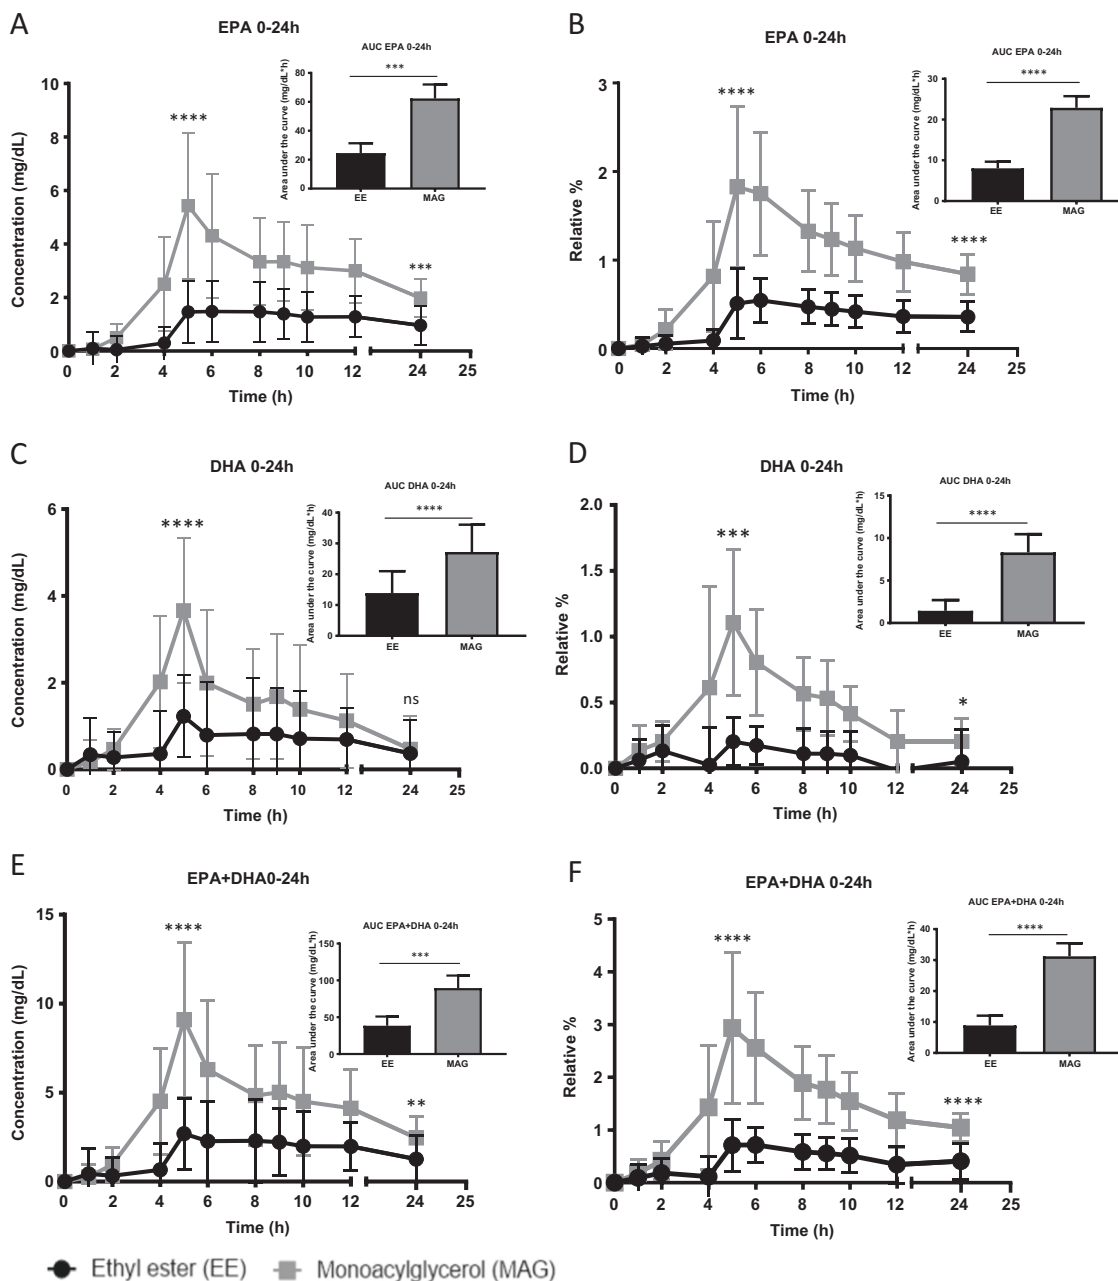 A
EPA 0-24h
AUC EPA 0-24h
***
Area under the curve (mg/dL*h)
80
60
40
20
0
EE
MAG
Concentration (mg/dL)
10
8
6
4
2
0
****
***
0 2 4 6 8 10 12 24 25
Time (h)
B
EPA 0-24h
AUC EPA 0-24h
****
Area under the curve (mg/dL*h)
30
20
10
0
EE
MAG
Relative %
3
2
1
0
****
****
0 2 4 6 8 10 12 24 25
Time (h)
C
DHA 0-24h
AUC DHA 0-24h
****
Area under the curve (mg/dL*h)
40
30
20
10
0
EE
MAG
Concentration (mg/dL)
6
4
2
0
****
ns
0 2 4 6 8 10 12 24 25
Time (h)
D
DHA 0-24h
AUC DHA 0-24h
****
Area under the curve (mg/dL*h)
15
10
5
0
EE
MAG
Relative %
2.0
1.5
1.0
0.5
0.0
***
*
0 2 4 6 8 10 12 24 25
Time (h)
E
EPA+DHA0-24h
AUC EPA+DHA 0-24h
***
Area under the curve (mg/dL*h)
150
100
50
0
EE
MAG
Concentration (mg/dL)
15
10
5
0
****
**
0 2 4 6 8 10 12 24 25
Time (h)
F
EPA+DHA 0-24h
AUC EPA+DHA 0-24h
****
Area under the curve (mg/dL*h)
40
30
20
10
0
EE
MAG
Relative %
5
4
3
2
1
0
****
****
0 2 4 6 8 10 12 24 25
Time (h)
Ethyl ester (EE) Monoacylglycerol (MAG)